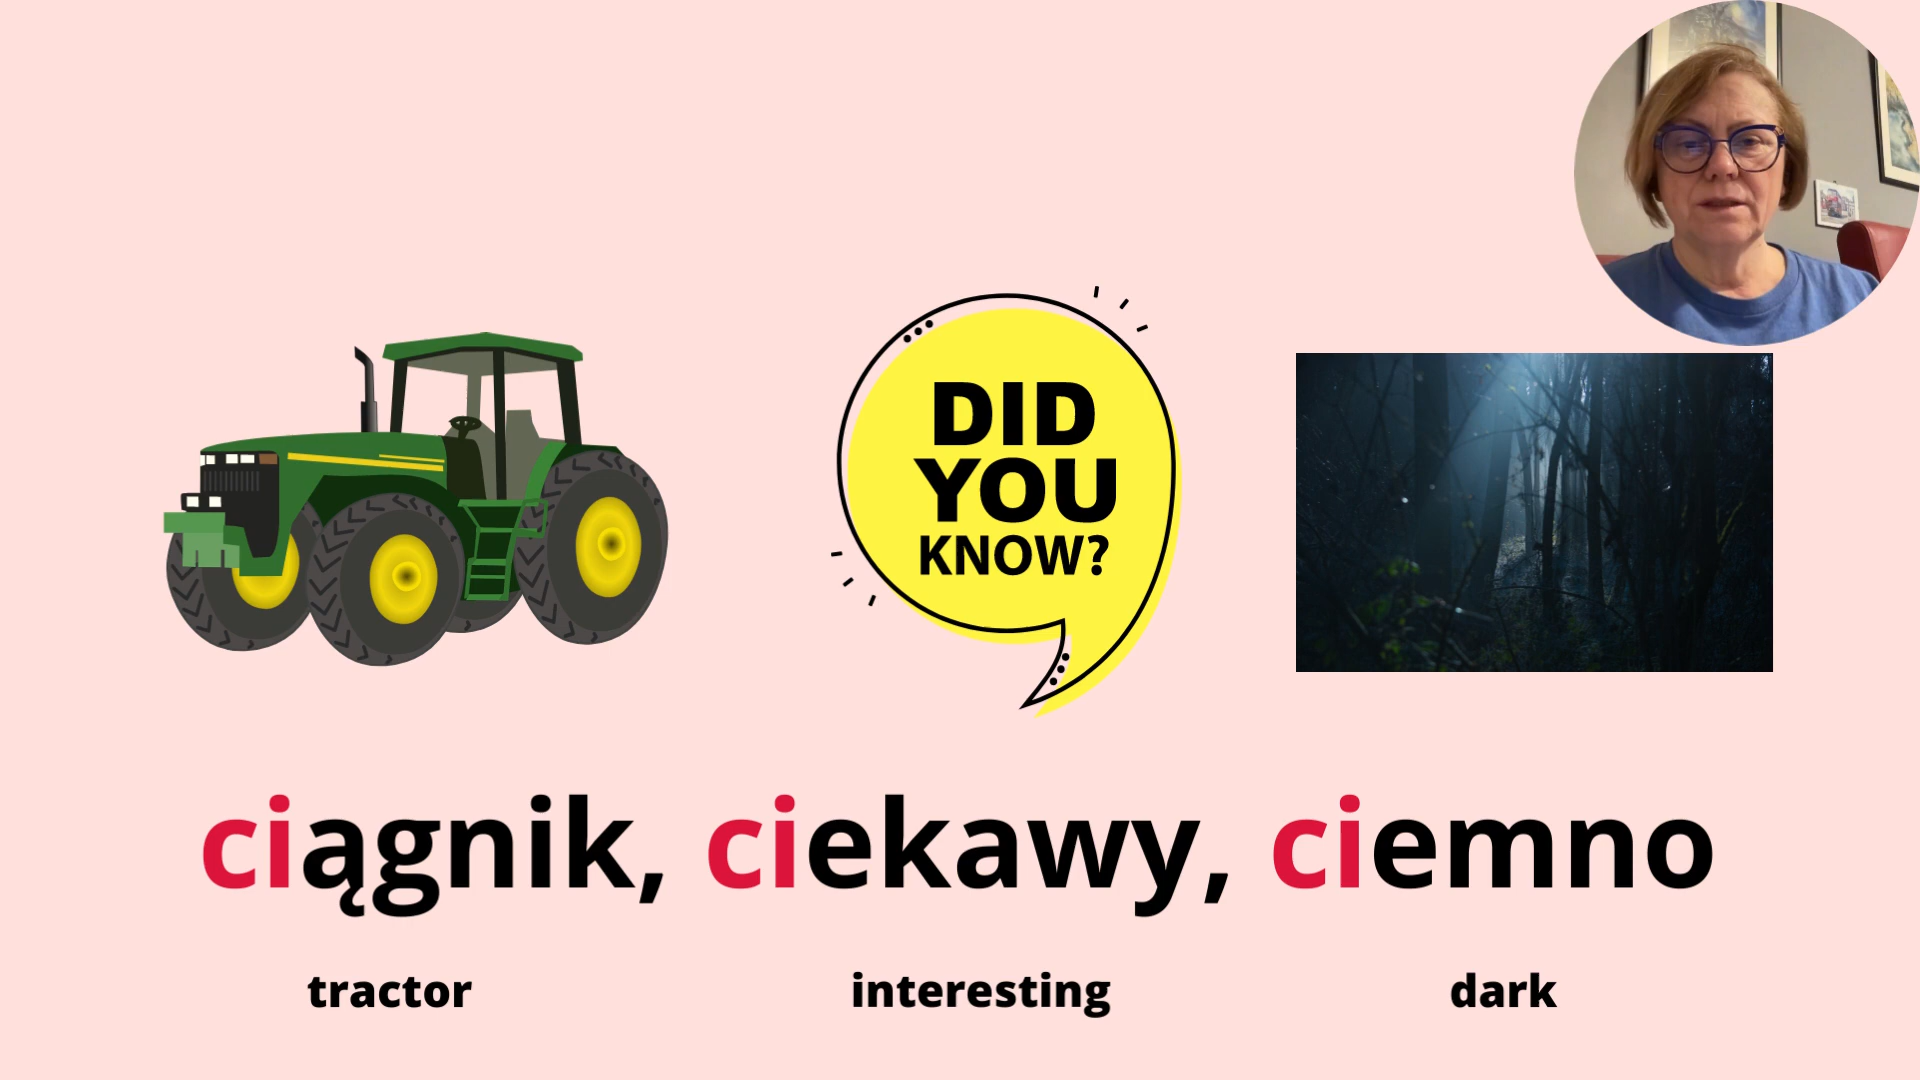 DID
YOU
KNOW?
ciągnik, ciekawy, ciemno
tractor interesting dark